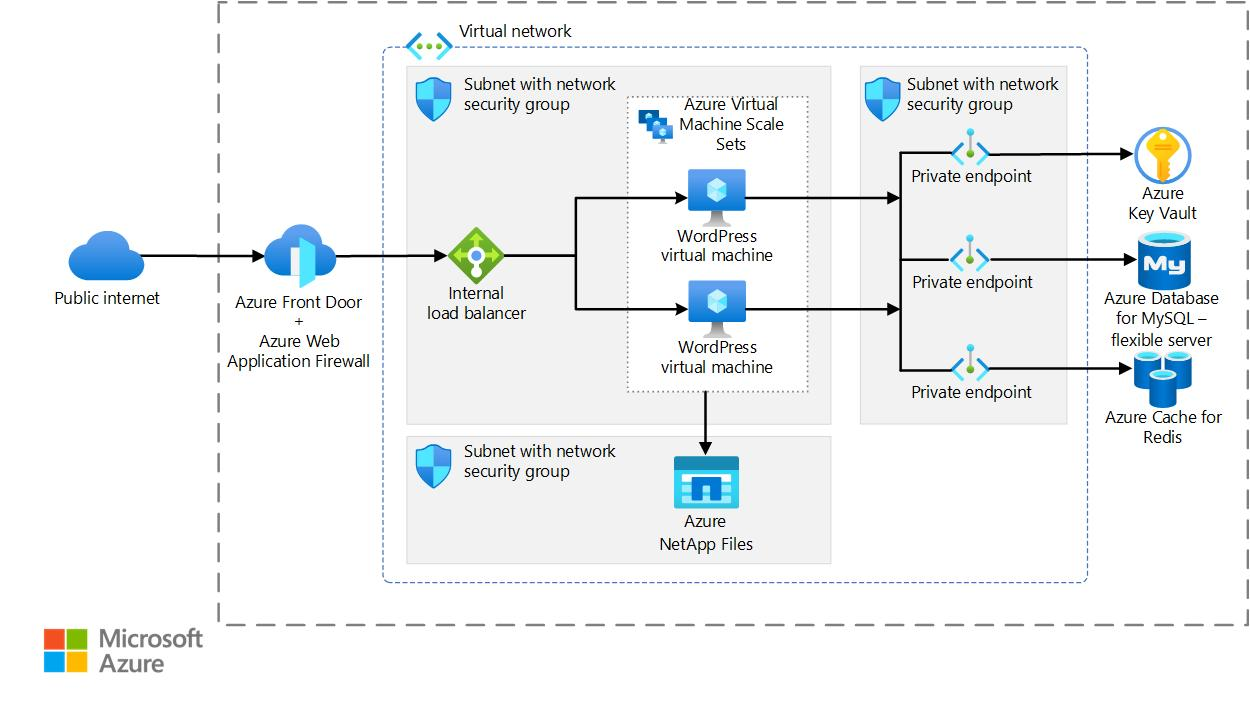 Virtual network
Subnet with network
security group
Azure Virtual
Machine Scale
Sets
Subnet with network
security group
Private endpoint
Azure
Key Vault
WordPress
virtual machine
Public internet
Azure Front Door
+
Azure Web
Application Firewall
Internal
load balancer
Private endpoint
My
Azure Database
for MySQL –
flexible server
WordPress
virtual machine
Private endpoint
Azure Cache for
Redis
Subnet with network
security group
Azure
NetApp Files
Microsoft
Azure